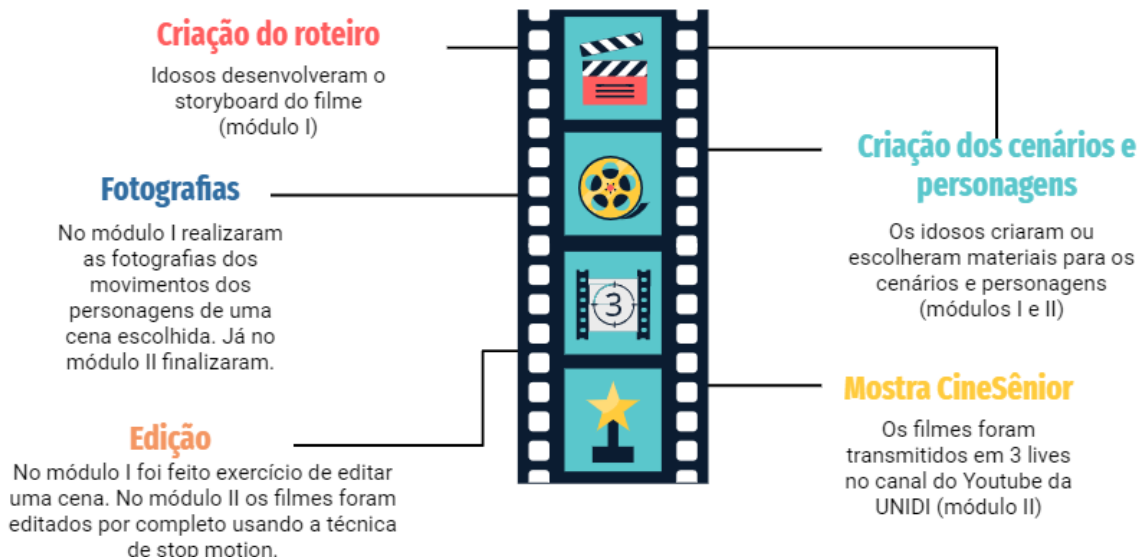 Criação do roteiro
Idosos desenvolveram o
storyboard do filme
(módulo I)
Criação dos cenários e
personagens
Os idosos criaram ou
escolheram materiais para os
cenários e personagens
(módulos I e II)
Fotografias
No módulo I realizaram
as fotografias dos
movimentos dos
personagens de uma
cena escolhida. Já no
módulo II finalizaram.
3
Edição
No módulo I foi feito exercício de editar
uma cena. No módulo II os filmes foram
editados por completo usando a técnica
de stop motion.
Mostra CineSênior
Os filmes foram
transmitidos em 3 lives
no canal do Youtube da
UNIDI (módulo II)